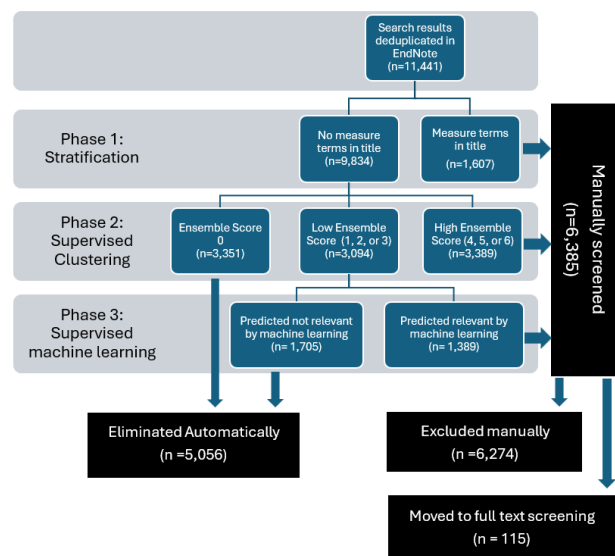 Search results
deduplicated in
EndNote
(n=11,441)
Phase 1:
Stratification
No measure
terms in title
(n=9,834)
Measure terms
in title
(n=1,607)
Manually screened
(n=6,385)
Phase 2:
Supervised
Clustering
Ensemble Score
0
(n=3,351)
Low Ensemble
Score (1, 2, or 3)
(n=3,094)
High Ensemble
Score (4, 5, or 6)
(n=3,389)
Phase 3:
Supervised
machine learning
Predicted not relevant
by machine learning
(n= 1,705)
Predicted relevant by
machine learning
(n= 1,389)
Eliminated Automatically
(n =5,056)
Excluded manually
(n =6,274)
Moved to full text screening
(n = 115)